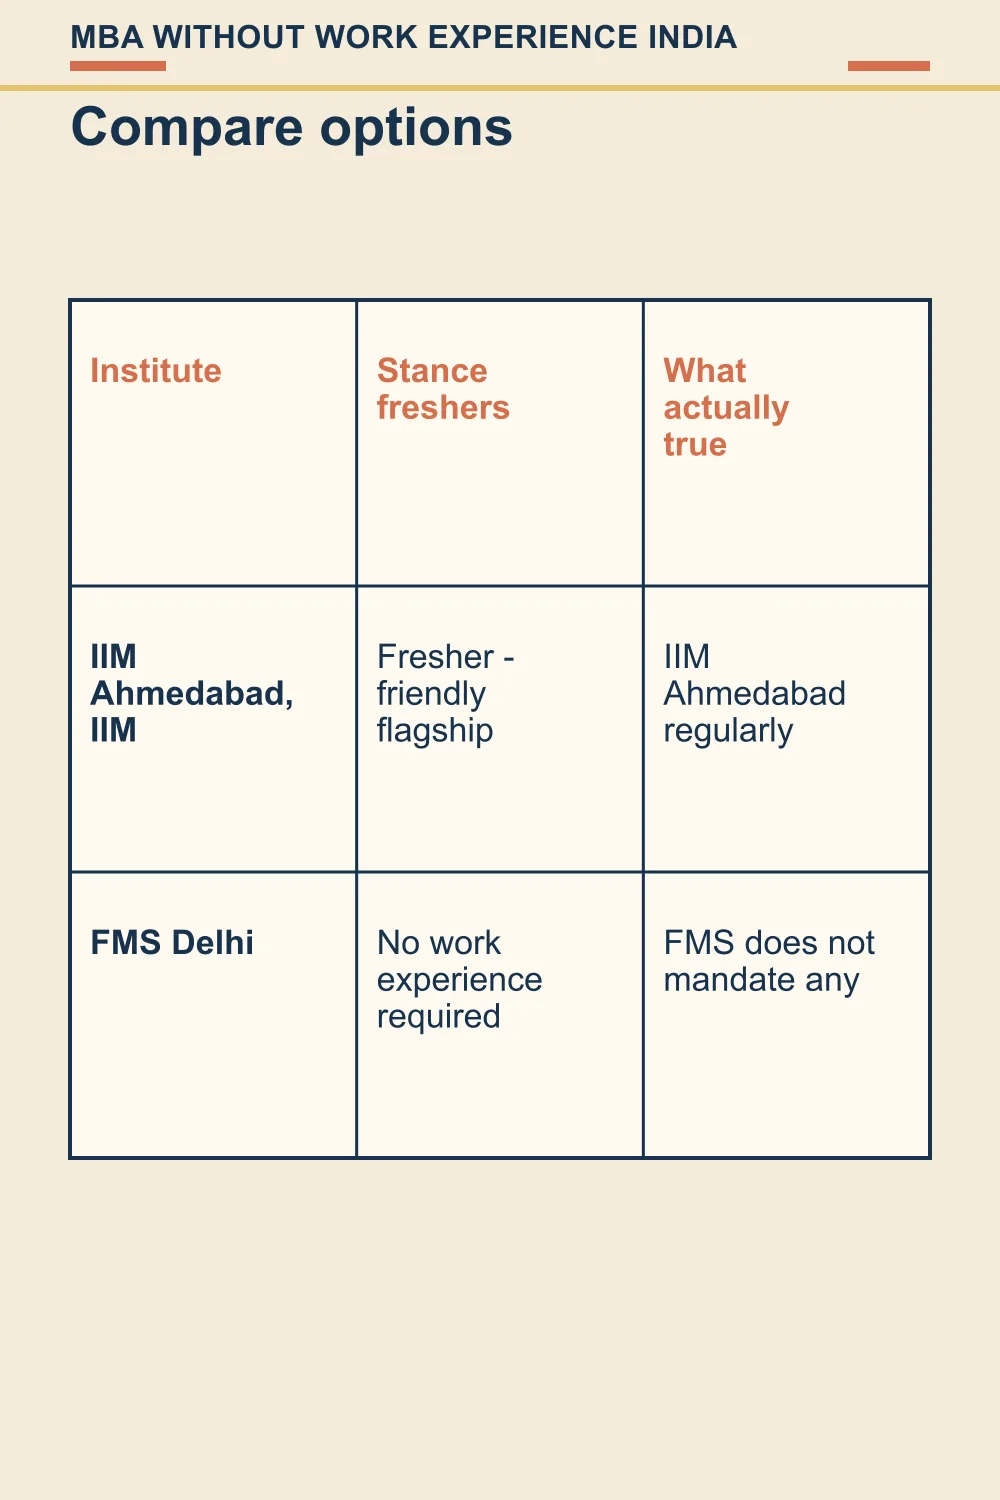 MBA WITHOUT WORK EXPERIENCE INDIA
Compare options
Institute
Stance
freshers
What
actually
true
IIM
Ahmedabad,
IIM
Fresher -
friendly
flagship
IIM
Ahmedabad
regularly
FMS Delhi
No work
experience
required
FMS does not
mandate any